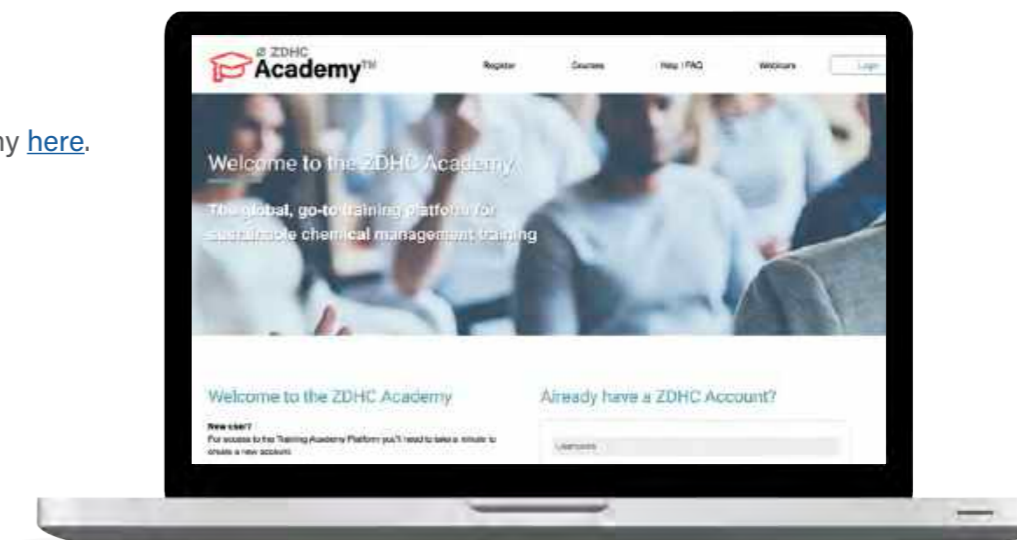 ny here.
Ø ZDHC
Academy™
Register
Courses
Help | FAQ
Webinars
Login
Welcome to the ZDHC Academy
The global, go-to training platform for
sustainable chemical management training
Welcome to the ZDHC Academy
New user?
For access to the Training Academy Platform you'll need to take a minute to
create a new account.
Already have a ZDHC Account?
Username